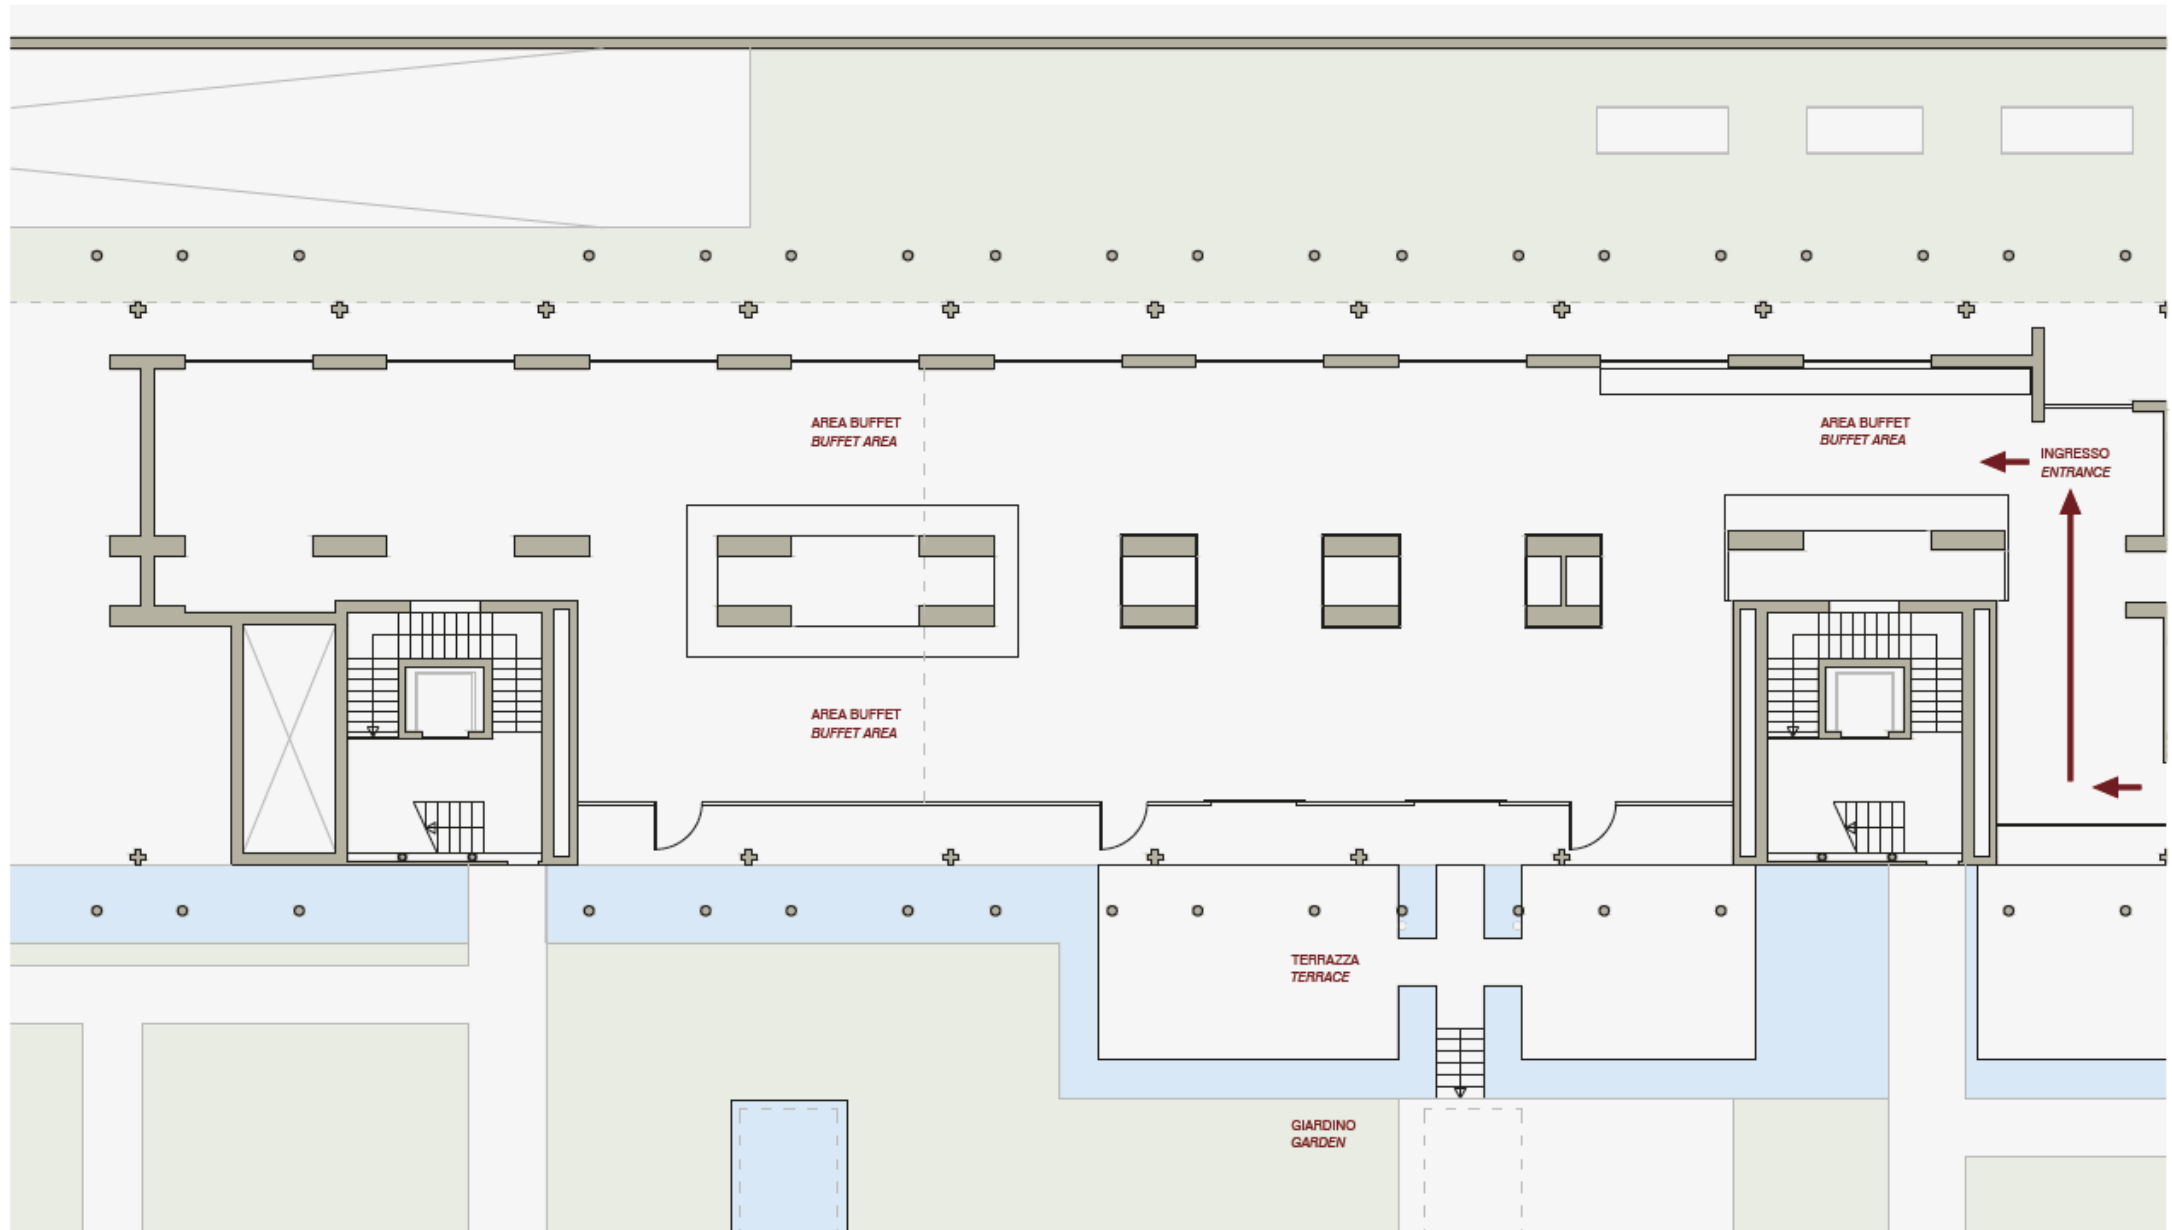 AREA BUFFET
BUFFET AREA
AREA BUFFET
BUFFET AREA
INGRESSO
ENTRANCE
AREA BUFFET
BUFFET AREA
TERRAZZA
TERRACE
GIARDINO
GARDEN